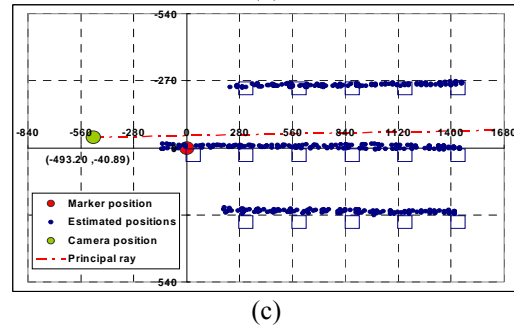 -540
-270
-840 -560 -280 0 280 560 840 1120 1400 1680
(-493.20 ,-40.89)
Marker position
Estimated positions
Camera position
Principal ray
540
(c)